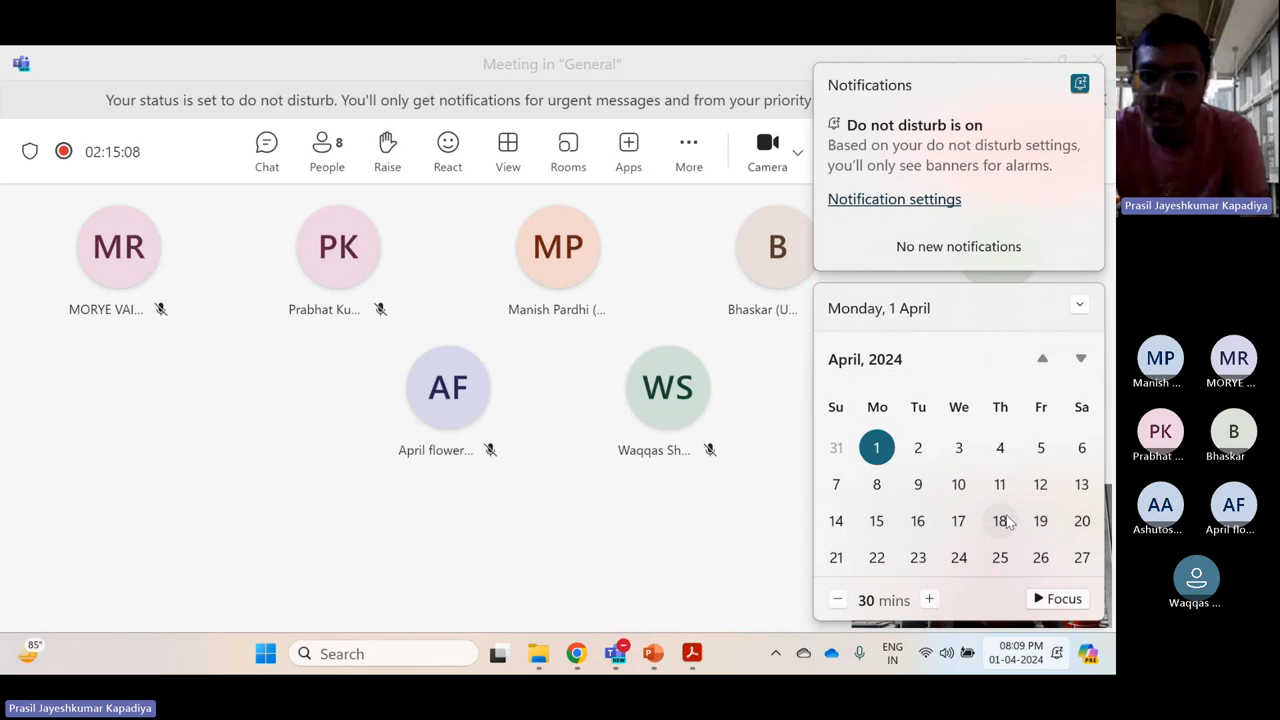 Meeting in "General"
Your status is set to do not disturb. You'll only get notifications for urgent messages and from your priority
02:15:08
Chat
People 8
Raise
React
View
Rooms
Apps
More
Camera
MR
PK
MP
B
MORYE VAI...
Prabhat Ku...
Manish Pardhi (...
Bhaskar (U...
AF
WS
April flower...
Waqqas Sh...
Notifications
Do not disturb is on
Based on your do not disturb settings,
you'll only see banners for alarms.
Notification settings
No new notifications
Monday, 1 April
April, 2024
Su Mo Tu We Th Fr Sa
31 1 2 3 4 5 6
7 8 9 10 11 12 13
14 15 16 17 18 19 20
21 22 23 24 25 26 27
30 mins
Focus
Prasil Jayeshkumar Kapadiya
MP
MR
Manish ...
MORYE ...
PK
B
Prabhat ...
Bhaskar
AA
AF
Ashutos...
April flo...
Waqqas ...
85°
Search
NEW
ENG
IN
08:09 PM
01-04-2024
PRE
Prasil Jayeshkumar Kapadiya